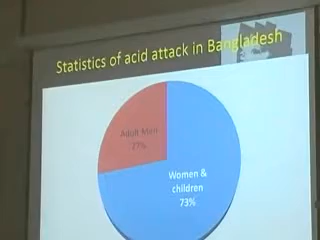 Statistics of acid attack in Bangladesh
Adult Men
27%
Women &
children
73%